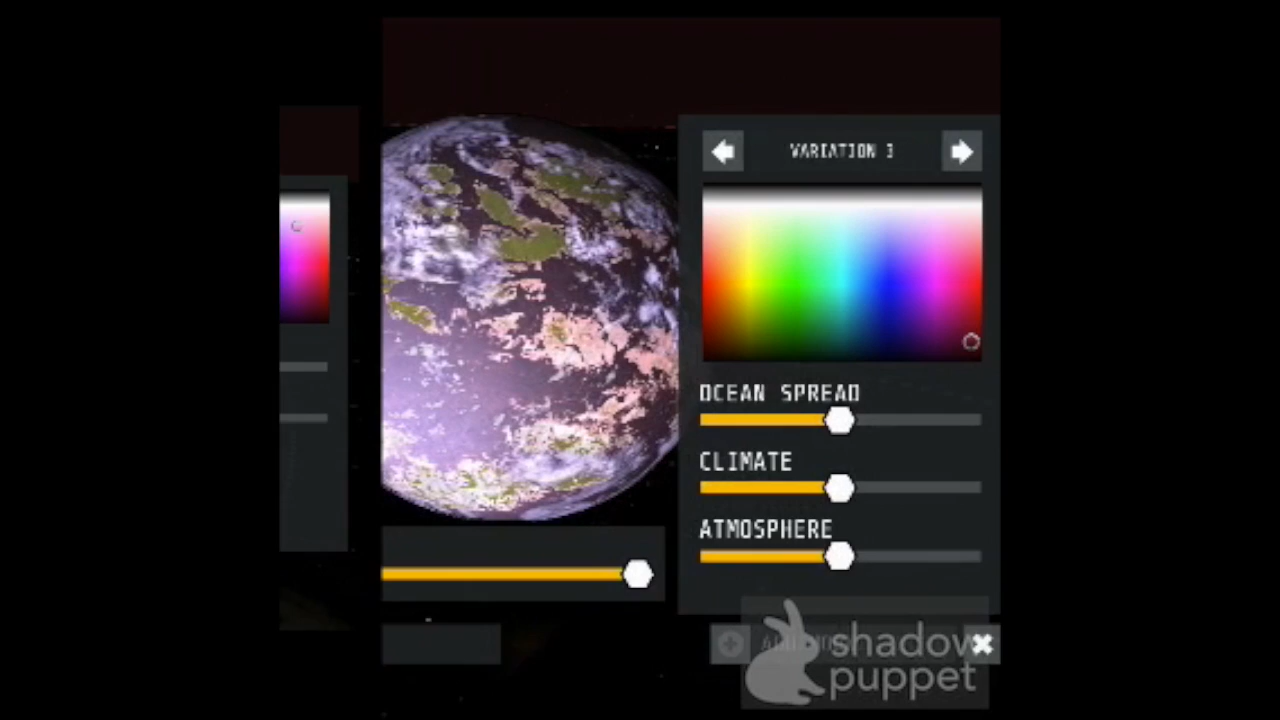 VARIATION 3
OCEAN SPREAD
CLIMATE
ATMOSPHERE
shadow
puppet